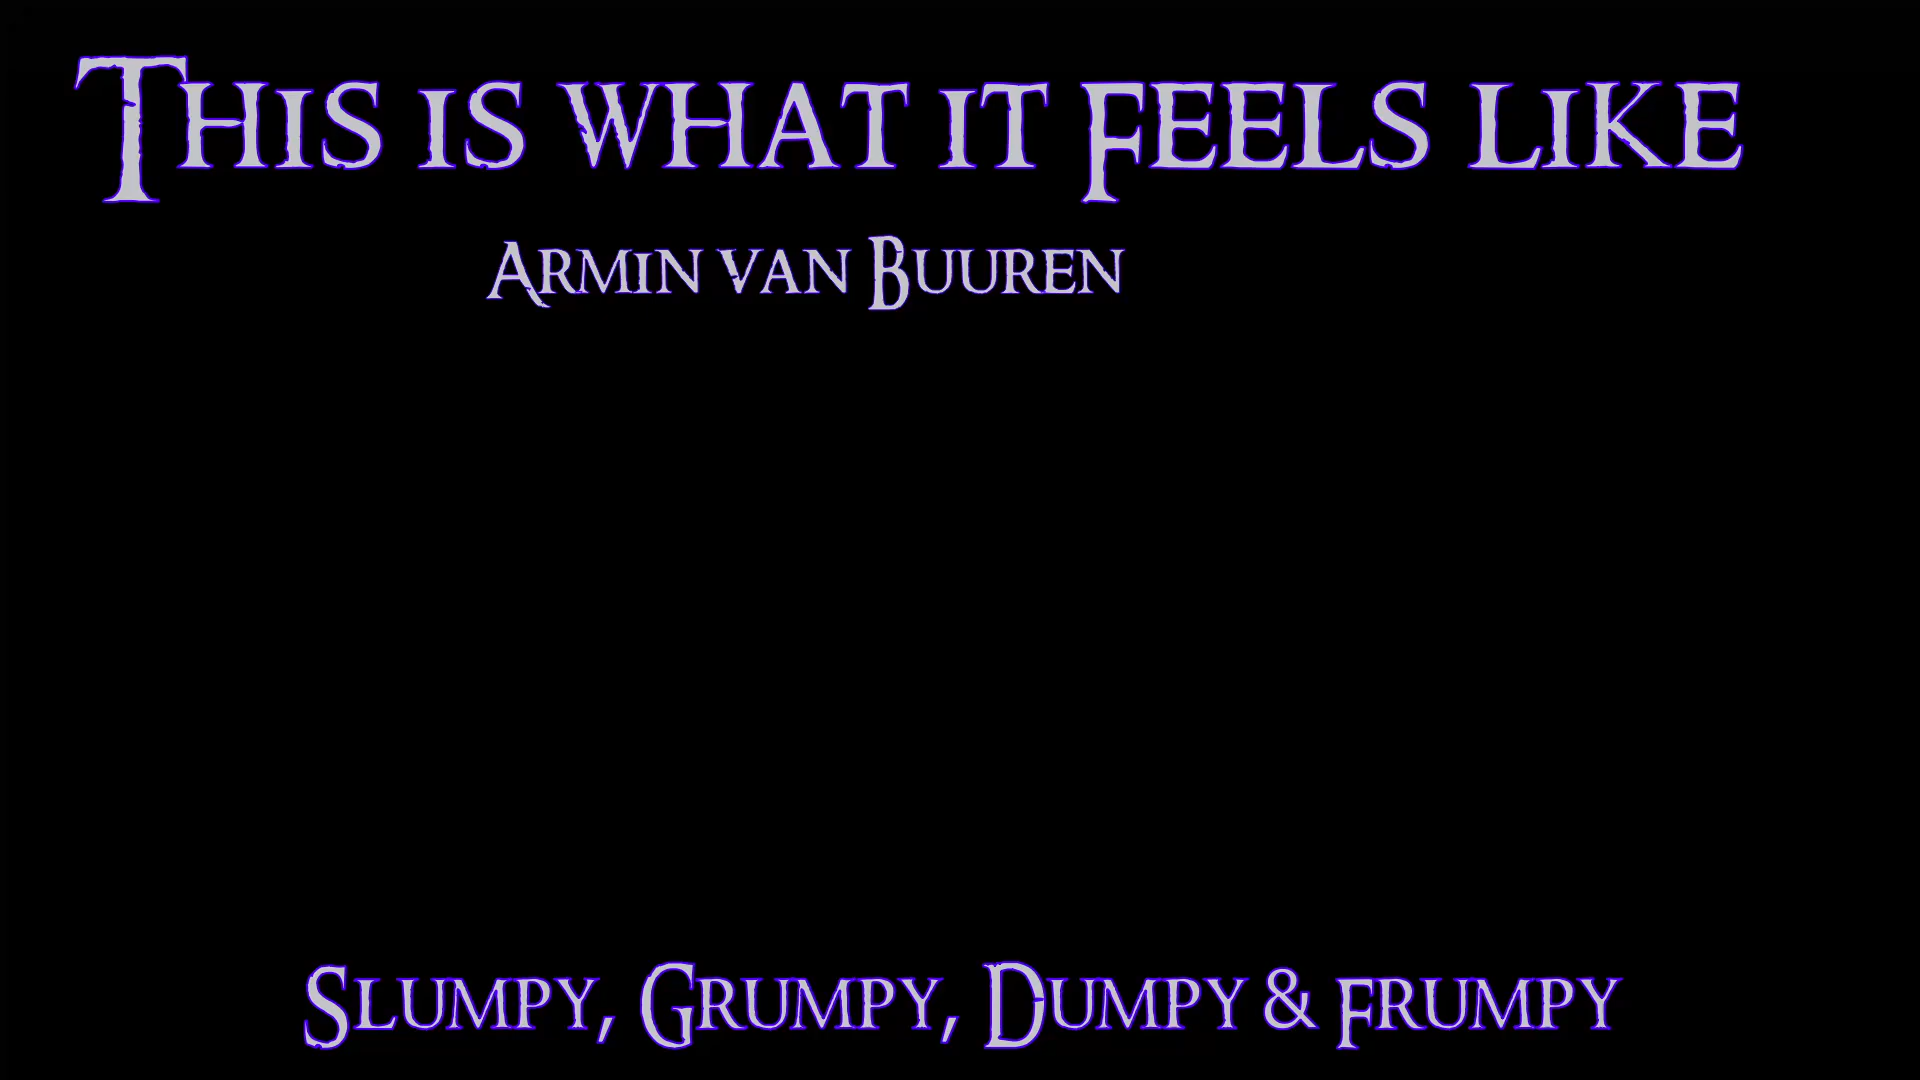 This is what it Feels like
Armin van Buuren
Slumpy, Grumpy, Dumpy & Frumpy